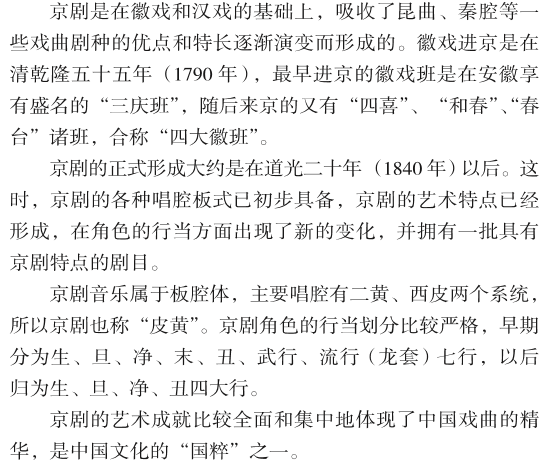 京剧是在徽戏和汉戏的基础上，吸收了昆曲、秦腔等一
些戏曲剧种的优点和特长逐渐演变而形成的。徽戏进京是在
清乾隆五十五年（1790 年），最早进京的徽戏班是在安徽享
有盛名的“三庆班”，随后来京的又有“四喜”、“和春”、“春
台”诸班，合称“四大徽班”。
京剧的正式形成大约是在道光二十年（1840 年）以后。这
时，京剧的各种唱腔板式已初步具备，京剧的艺术特点已经
形成，在角色的行当方面出现了新的变化，并拥有一批具有
京剧特点的剧目。
京剧音乐属于板腔体，主要唱腔有二黄、西皮两个系统，
所以京剧也称“皮黄”。京剧角色的行当划分比较严格，早期
分为生、旦、净、末、丑、武行、流行（龙套）七行，以后
归为生、旦、净、丑四大行。
京剧的艺术成就比较全面和集中地体现了中国戏曲的精
华，是中国文化的“国粹”之一。